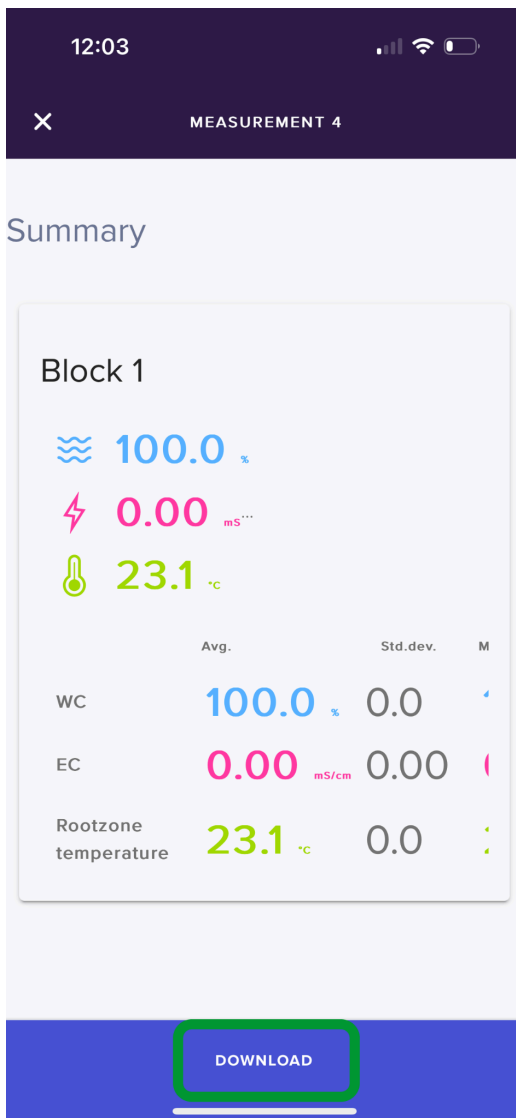 12:03
MEASUREMENT 4
Summary
Block 1
100.0 %
0.00 mS...
23.1 °C
Avg. Std.dev. M
WC 100.0 % 0.0
EC 0.00 mS/cm 0.00
Rootzone
temperature 23.1 °C 0.0
DOWNLOAD